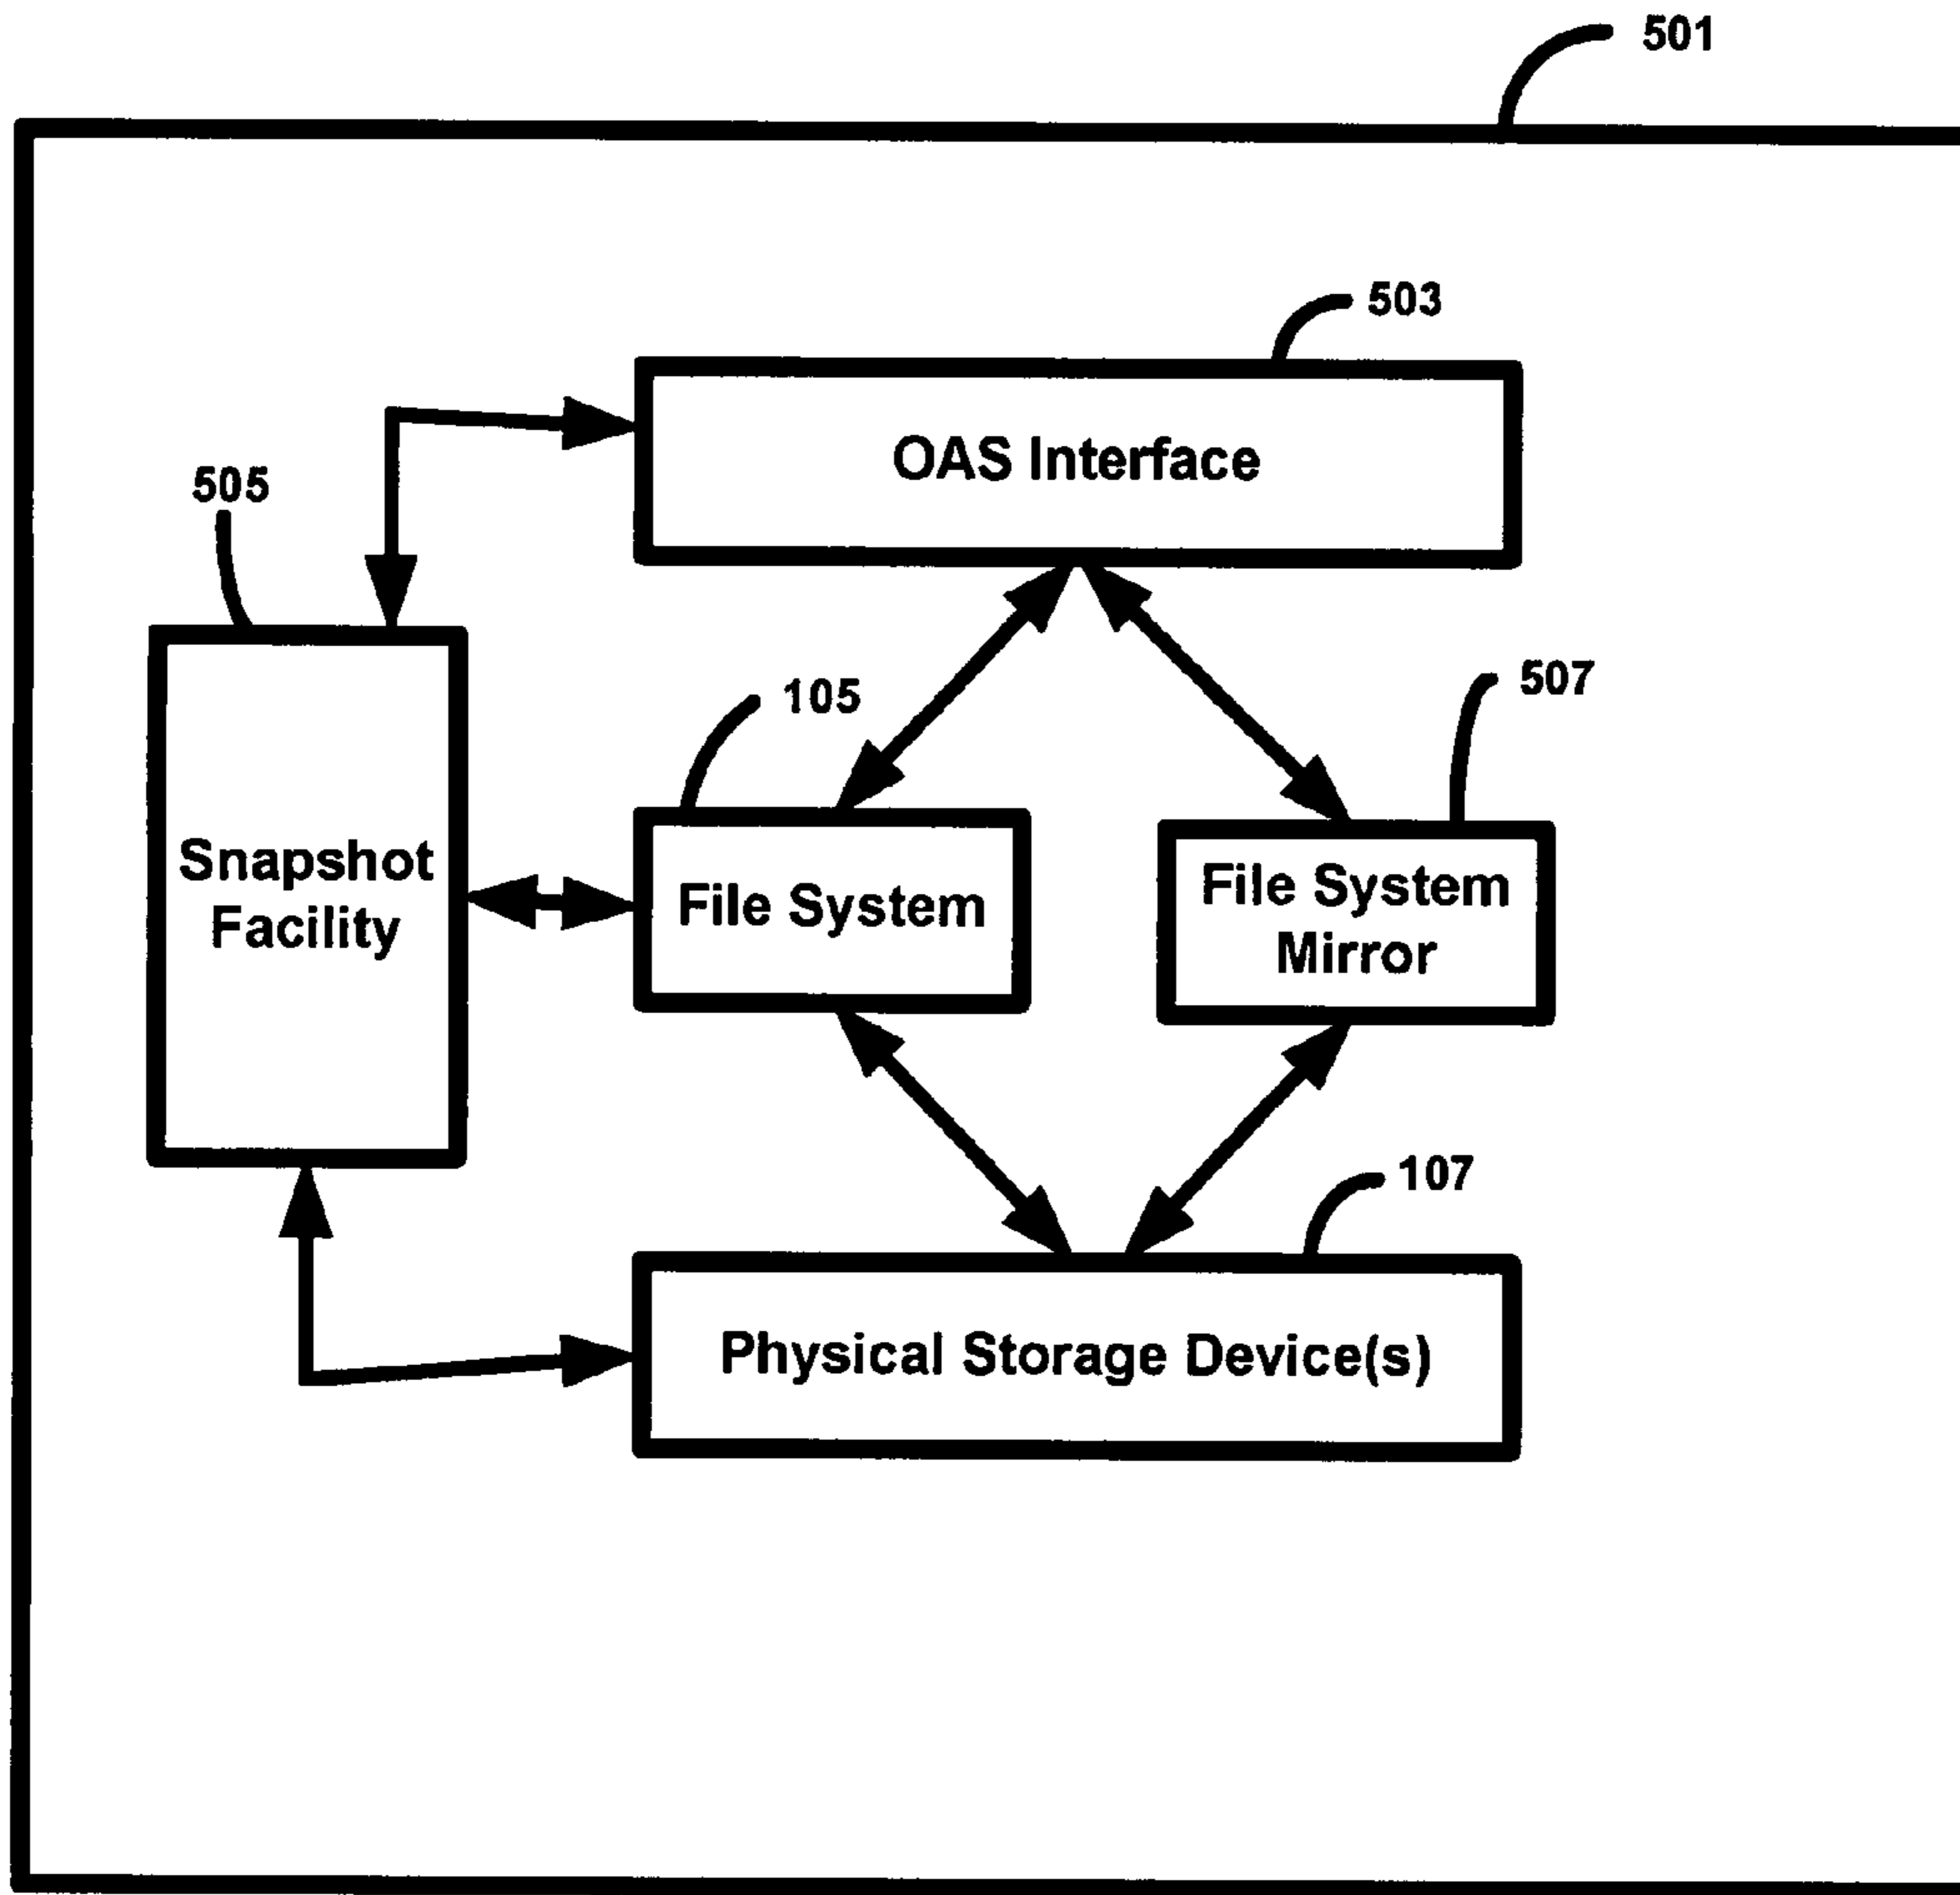 501
503
OAS Interface
505
105
507
Snapshot
Facility
File System
File System
Mirror
107
Physical Storage Device(s)